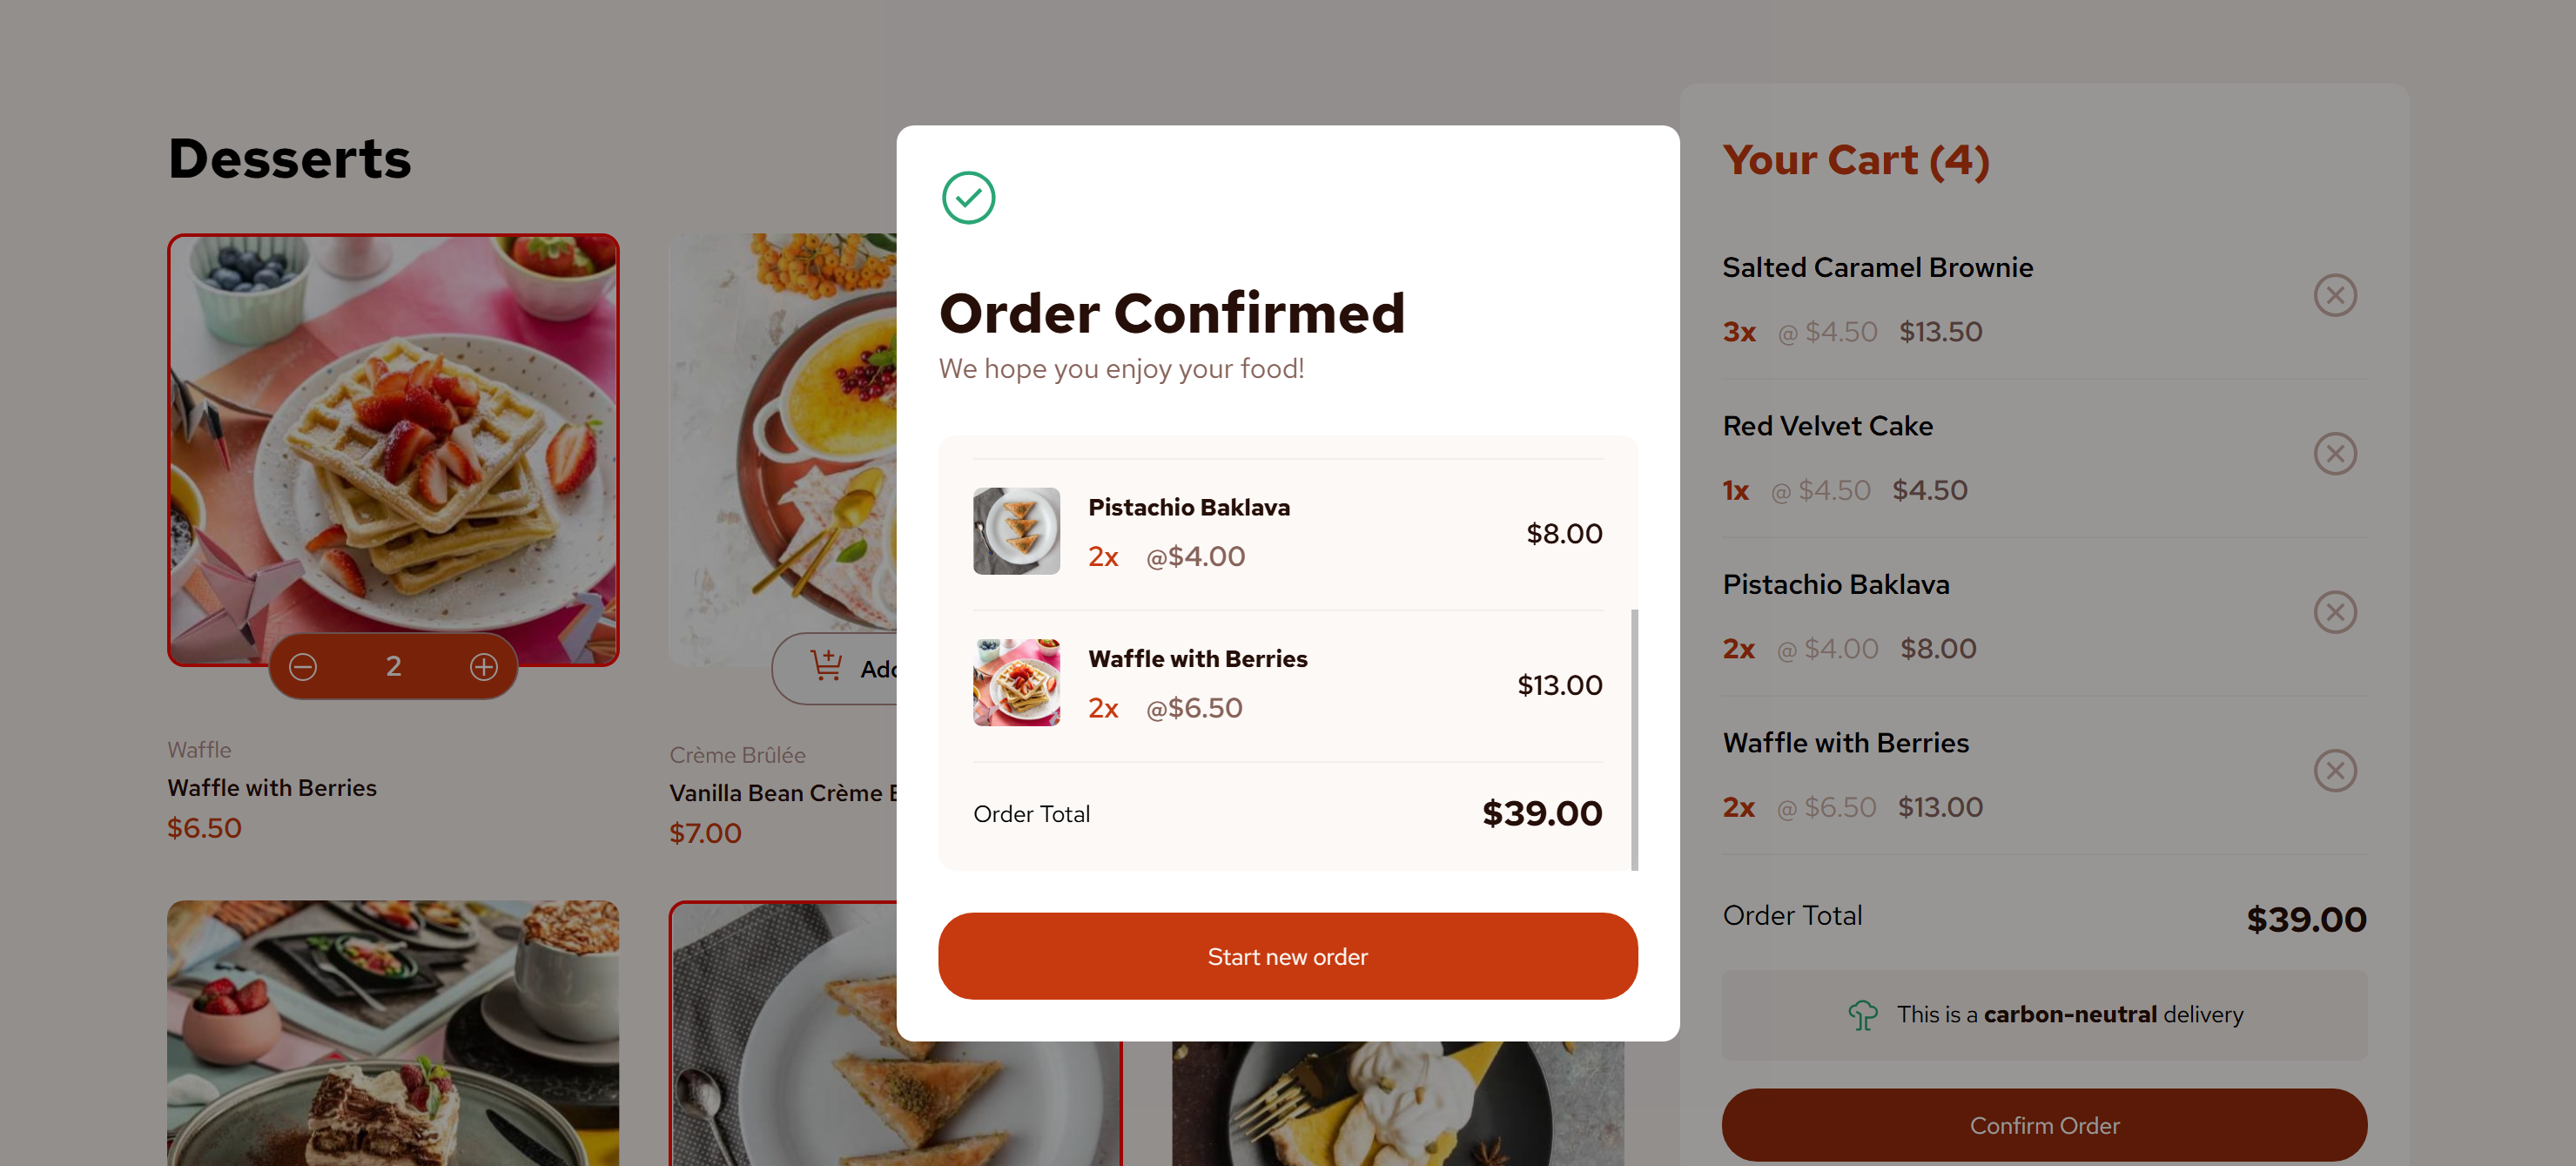 Desserts
2
Waffle
Waffle with Berries
$6.50
Crème Brûlée
Vanilla Bean Crème
$7.00
Order Confirmed
We hope you enjoy your food!
Pistachio Baklava
2x @$4.00
$8.00
Waffle with Berries
2x @$6.50
$13.00
Order Total
$39.00
Start new order
Your Cart (4)
Salted Caramel Brownie
3x @ $4.50 $13.50
Red Velvet Cake
1x @ $4.50 $4.50
Pistachio Baklava
2x @ $4.00 $8.00
Waffle with Berries
2x @ $6.50 $13.00
Order Total
$39.00
This is a carbon-neutral delivery
Confirm Order